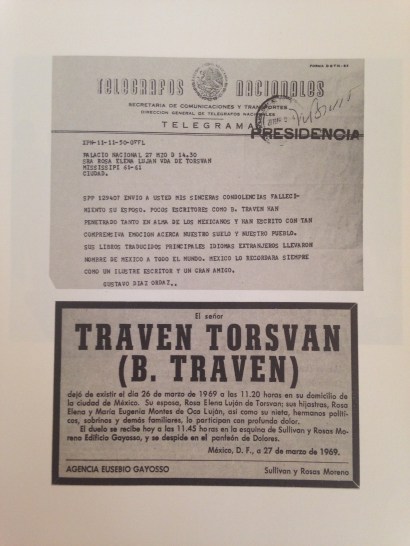 TELEGRAFOS NACIONALES
SECRETARIA DE COMUNICACIONES Y TRANSPORTES
DIRECCION GENERAL DE TELEGRAFOS NACIONALES
TELEGRAMA
PRESIDENCIA
ZPN-11-11-50-OTTL
PALACIO NACIONAL 27 MZO D 14.30
SRA ROSA ELENA LUJAN VDA DE TORSVAN
MISSISSIPI 61-61
CIUDAD.
SPP 129407 ENVIO A USTED MIS SINCERAS CONDOLENCIAS FALLECI-
MIENTO SU ESPOSO. POCOS ESCRITORES COMO B. TRAVEN HAN
PENETRADO TANTO EN ALMA DE LOS MEXICANOS Y HAN ESCRITO CON TAN
COMPRENSIVA EMOCION ACERCA NUESTRO SUELO Y NUESTRO PUEBLO.
SUS LIBROS TRADUCIDOS PRINCIPALES IDIOMAS EXTRANJEROS LLEVARON
NOMBRE DE MEXICO A TODO EL MUNDO. MEXICO LO RECORDARA SIEMPRE
COMO UN ILUSTRE ESCRITOR Y UN GRAN AMIGO.
GUSTAVO DIAZ ORDAZ..
El señor
TRAVEN TORSVAN
(B. TRAVEN)
dejó de existir el día 26 de marzo de 1969 a las 11.20 horas en su domicilio de
la ciudad de México. Su esposa, Rosa Elena Luján de Torsvan; sus hijastras, Rosa
Elena y María Eugenia Montes de Oca Luján, así como su nieto, hermanos políti-
cos, sobrinos y demás familiares, lo participan con profundo dolor.
El duelo se recibe hoy a las 11.45 horas en la esquina de Sullivan y Rosas Mo-
reno Edificio Gayosso, y se despide en el panteón de Dolores.
México, D. F., a 27 de marzo de 1969.
AGENCIA EUSEBIO GAYOSSO
Sullivan y Rosas Moreno